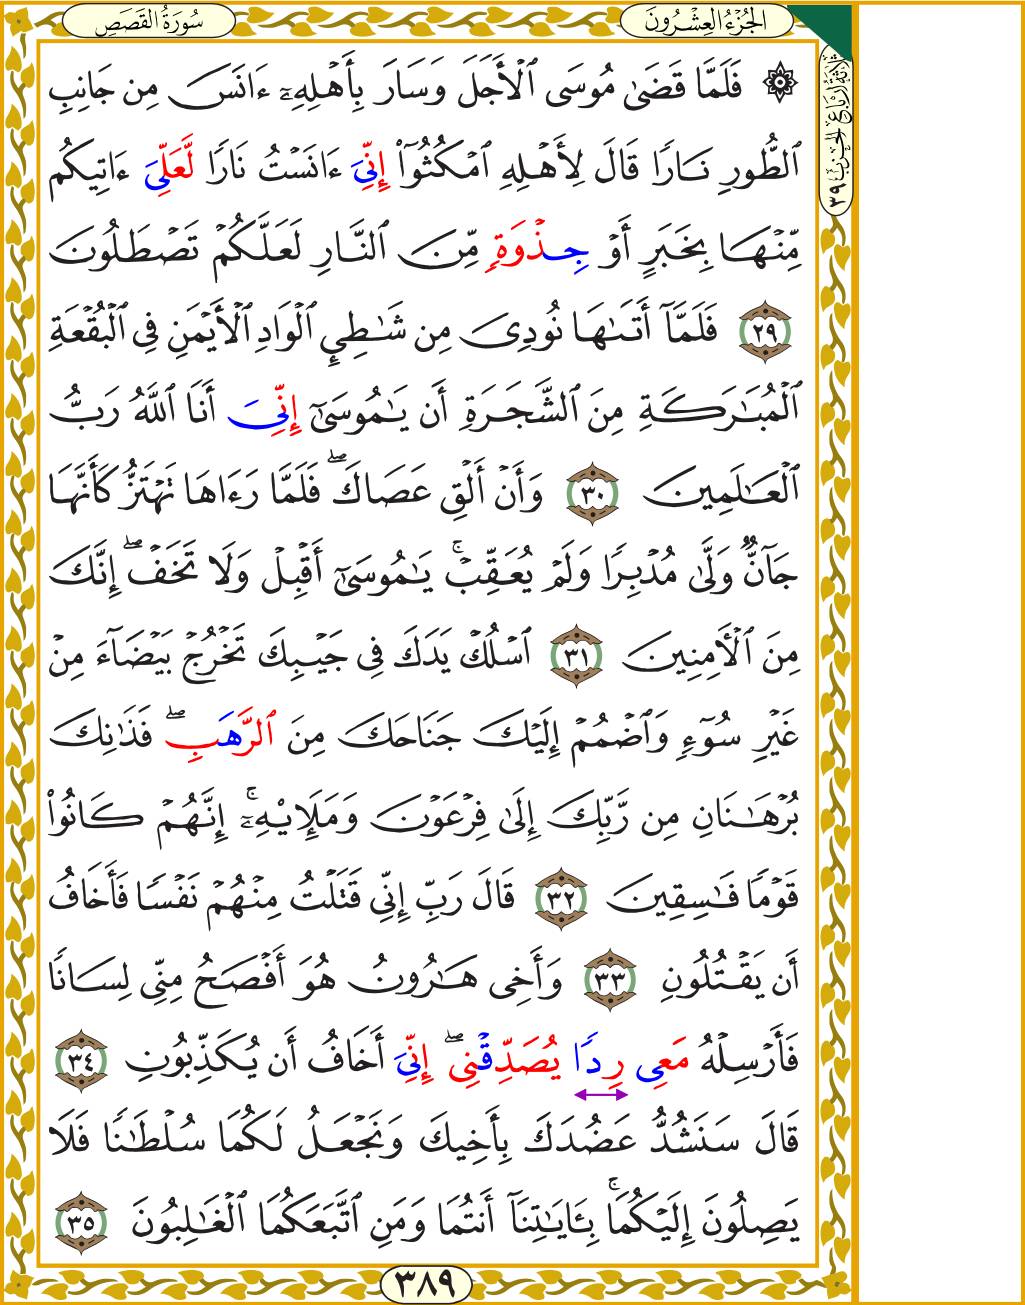 سُورَةُ القَصَصِ
الجُزْءُ العِشْرُونَ
ثَلَاثَةُ أَرْبَاعِ الحِزْبِ ٣٩
۞ فَلَمَّا قَضَىٰ مُوسَى ٱلْأَجَلَ وَسَارَ بِأَهْلِهِۦٓ ءَانَسَ مِن جَانِبِ
ٱلطُّورِ نَارًا قَالَ لِأَهْلِهِ ٱمْكُثُوٓا۟ إِنِّىَ ءَانَسْتُ نَارًا لَّعَلِّىَ ءَاتِيكُم
مِّنْهَا بِخَبَرٍ أَوْ جِذْوَةٍ مِّنَ ٱلنَّارِ لَعَلَّكُمْ تَصْطَلُونَ
٢٩ فَلَمَّآ أَتَىٰهَا نُودِىَ مِن شَٰطِئِ ٱلْوَادِ ٱلْأَيْمَنِ فِى ٱلْبُقْعَةِ
ٱلْمُبَٰرَكَةِ مِنَ ٱلشَّجَرَةِ أَن يَٰمُوسَىٰٓ إِنِّىَ أَنَا ٱللَّهُ رَبُّ
ٱلْعَٰلَمِينَ ٣٠ وَأَنْ أَلْقِ عَصَاكَ ۖ فَلَمَّا رَءَاهَا تَهْتَزُّ كَأَنَّهَا
جَآنٌّ وَلَّىٰ مُدْبِرًا وَلَمْ يُعَقِّبْ ۚ يَٰمُوسَىٰٓ أَقْبِلْ وَلَا تَخَفْ ۖ إِنَّكَ
مِنَ ٱلْأَمِنِينَ ٣١ ٱسْلُكْ يَدَكَ فِى جَيْبِكَ تَخْرُجْ بَيْضَآءَ مِنْ
غَيْرِ سُوٓءٍ وَٱضْمُمْ إِلَيْكَ جَنَاحَكَ مِنَ ٱلرَّهَبِ ۖ فَذَٰنِكَ
بُرْهَٰنَانِ مِن رَّبِّكَ إِلَىٰ فِرْعَوْنَ وَمَلَإِي۟هِۦٓ ۚ إِنَّهُمْ كَانُوا۟
قَوْمًا فَٰسِقِينَ ٣٢ قَالَ رَبِّ إِنِّى قَتَلْتُ مِنْهُمْ نَفْسًا فَأَخَافُ
أَن يَقْتُلُونِ ٣٣ وَأَخِى هَٰرُونُ هُوَ أَفْصَحُ مِنِّى لِسَانًا
فَأَرْسِلْهُ مَعِى رِدًا يُصَدِّقْنِى ۖ إِنِّىَ أَخَافُ أَن يُكَذِّبُونِ ٣٤
قَالَ سَنَشُدُّ عَضُدَكَ بِأَخِيكَ وَنَجْعَلُ لَكُمَا سُلْطَٰنًا فَلَا
يَصِلُونَ إِلَيْكُمَا ۚ بِـَٔايَٰتِنَآ أَنتُمَا وَمَنِ ٱتَّبَعَكُمَا ٱلْغَٰلِبُونَ ٣٥
٣٨٩